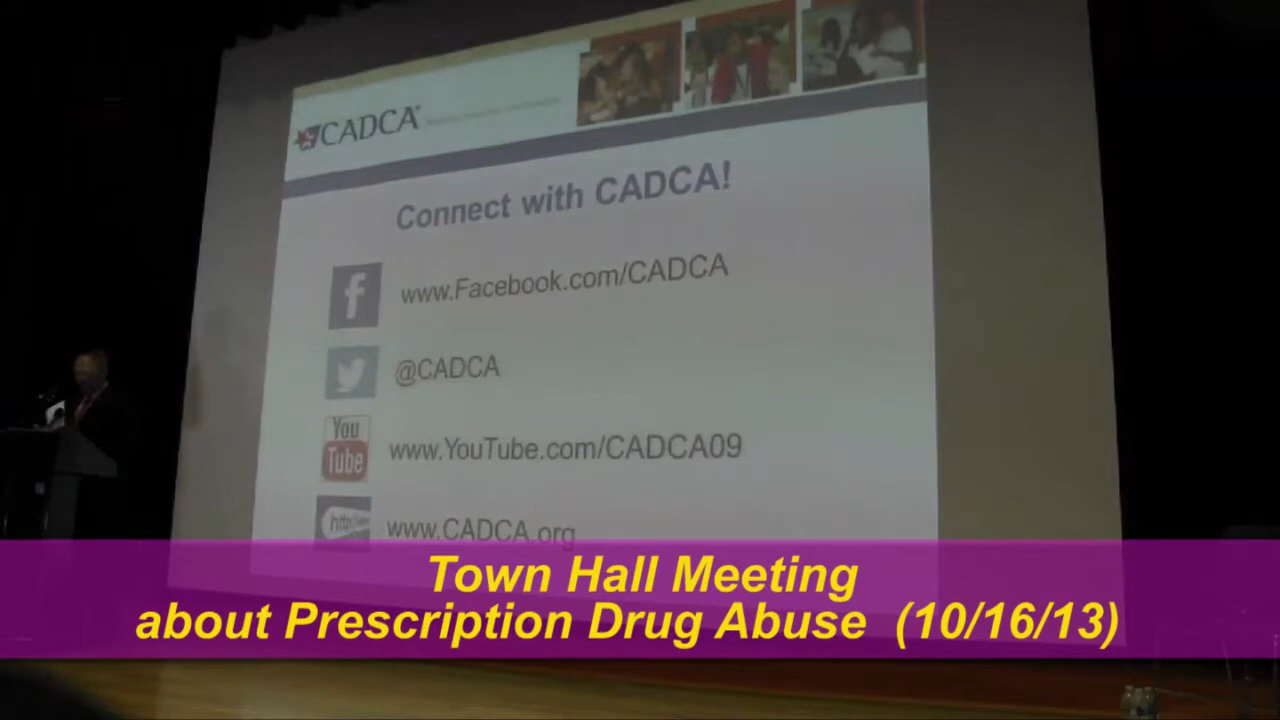 CADCA
Connect with CADCA!
f
www.Facebook.com/CADCA
@CADCA
You
Tube
www.YouTube.com/CADCA09
http
www.CADCA.org
Town Hall Meeting
about Prescription Drug Abuse (10/16/13)